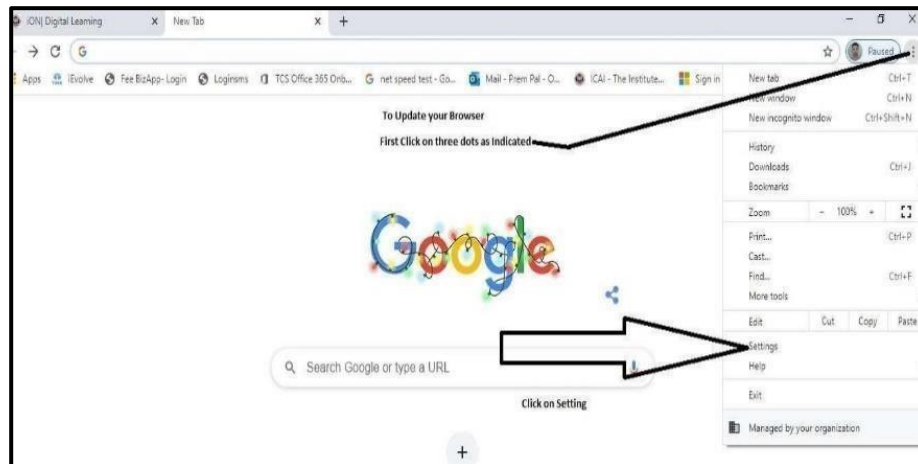 iON| Digital Learning X New Tab X +
G Paused
Apps iEvolve Fee BizApp- Login Loginsms TCS Office 365 Onb... G net speed test - Go... Mail - Prem Pal - O... ICAI - The Institute... Sign in
To Update your Browser
First Click on three dots as Indicated
Google
Search Google or type a URL
Click on Setting
+
New tab Ctrl+T
New window Ctrl+N
New incognito window Ctrl+Shift+N
History
Downloads Ctrl+J
Bookmarks
Zoom - 100% +
Print... Ctrl+P
Cast...
Find... Ctrl+F
More tools
Edit Cut Copy Paste
Settings
Help
Exit
Managed by your organization